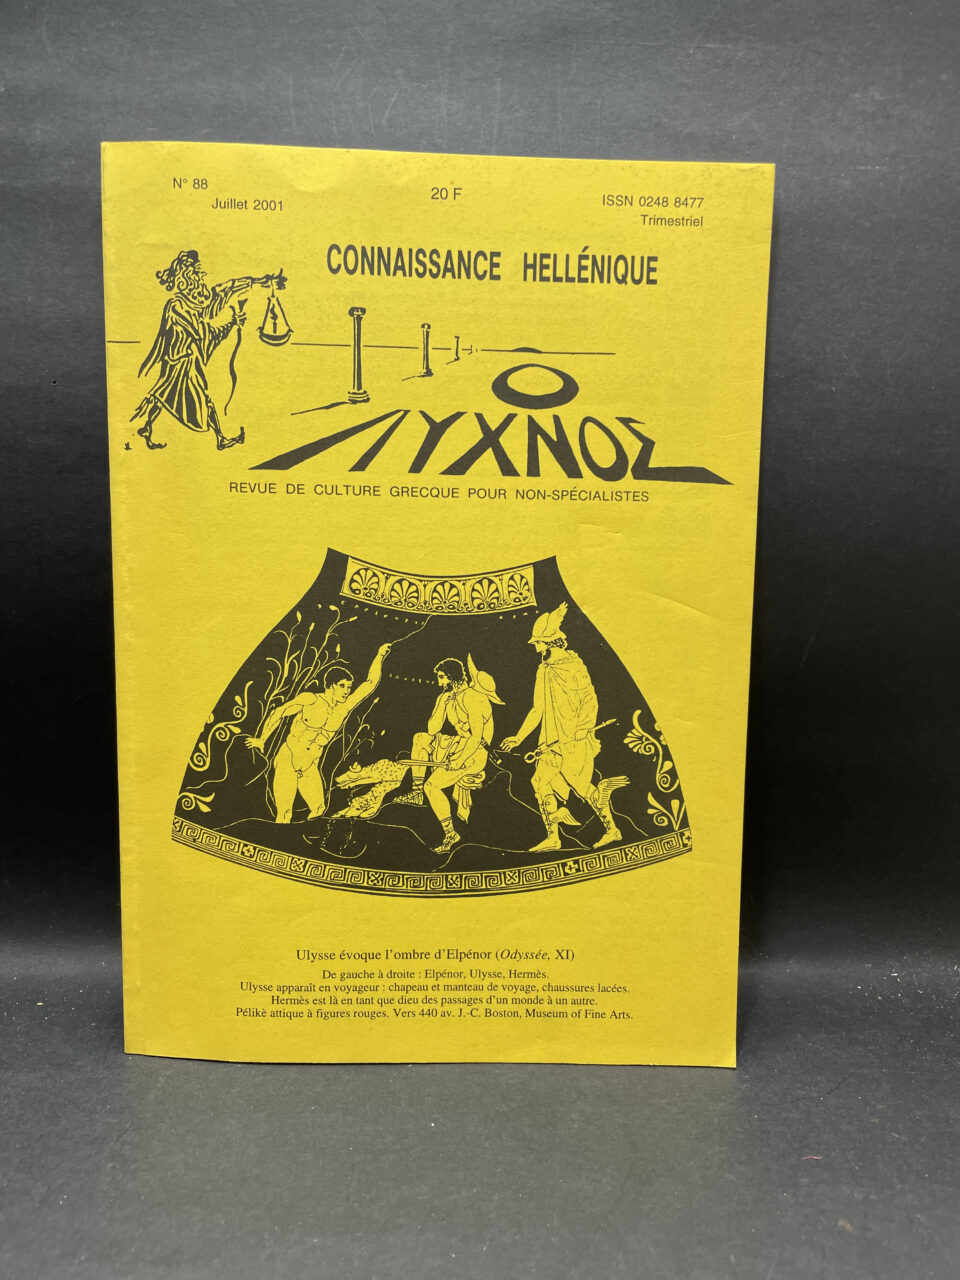 N° 88
Juillet 2001
20 F
ISSN 0248 8477
Trimestriel
CONNAISSANCE HELLÉNIQUE
Ο
ΛΥΧΝΟΣ
REVUE DE CULTURE GRECQUE POUR NON-SPÉCIALISTES
Ulysse évoque l'ombre d'Elpénor (Odyssée, XI)
De gauche à droite : Elpénor, Ulysse, Hermès.
Ulysse apparaît en voyageur : chapeau et manteau de voyage, chaussures lacées.
Hermès est là en tant que dieu des passages d'un monde à un autre.
Pélikè attique à figures rouges. Vers 440 av. J.-C. Boston, Museum of Fine Arts.